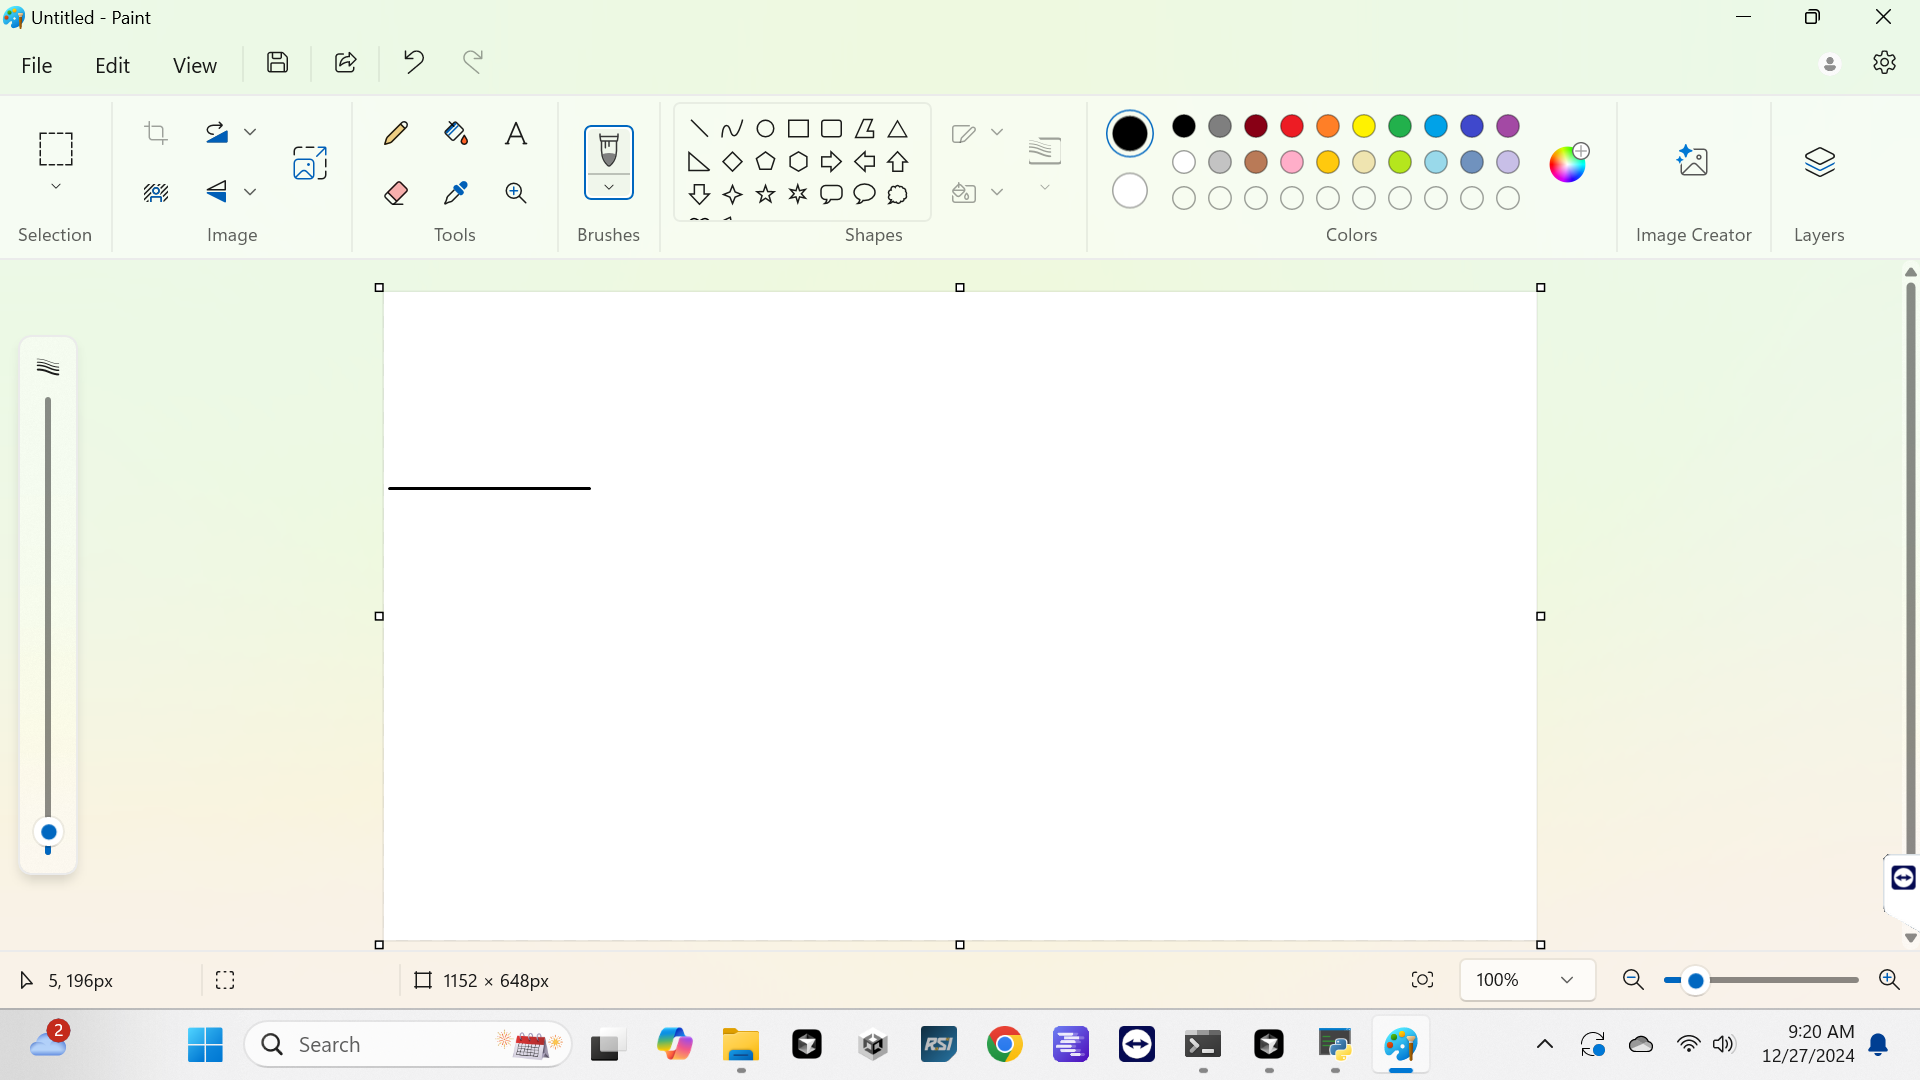 Untitled - Paint
File Edit View
Selection Image Tools Brushes Shapes Colors Image Creator Layers
5, 196px 1152 × 648px 100%
2 Search RSI 9:20 AM
12/27/2024